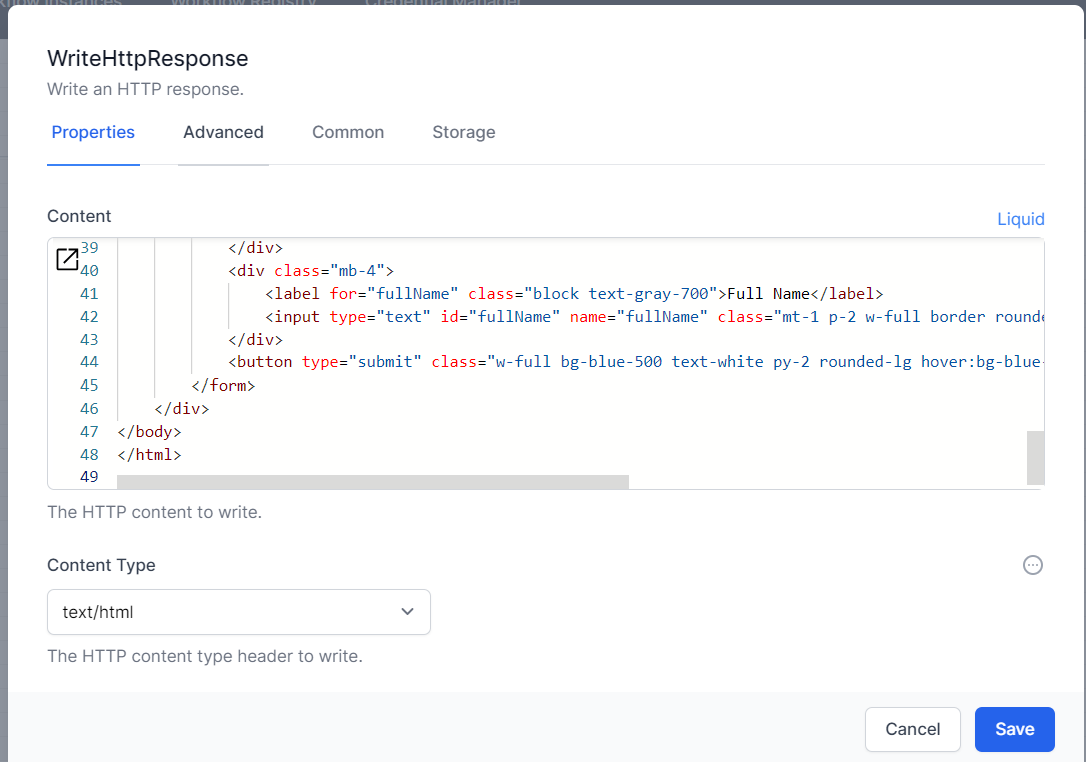 Workflow Registry
Credential Manager
WriteHttpResponse
Write an HTTP response.
Properties Advanced Common Storage
Content
Liquid
39 </div>
40 <div class="mb-4">
41 <label for="fullName" class="block text-gray-700">Full Name</label>
42 <input type="text" id="fullName" name="fullName" class="mt-1 p-2 w-full border rounde
43 </div>
44 <button type="submit" class="w-full bg-blue-500 text-white py-2 rounded-lg hover:bg-blue-
45 </form>
46 </div>
47 </body>
48 </html>
49
The HTTP content to write.
Content Type
text/html
The HTTP content type header to write.
Cancel Save